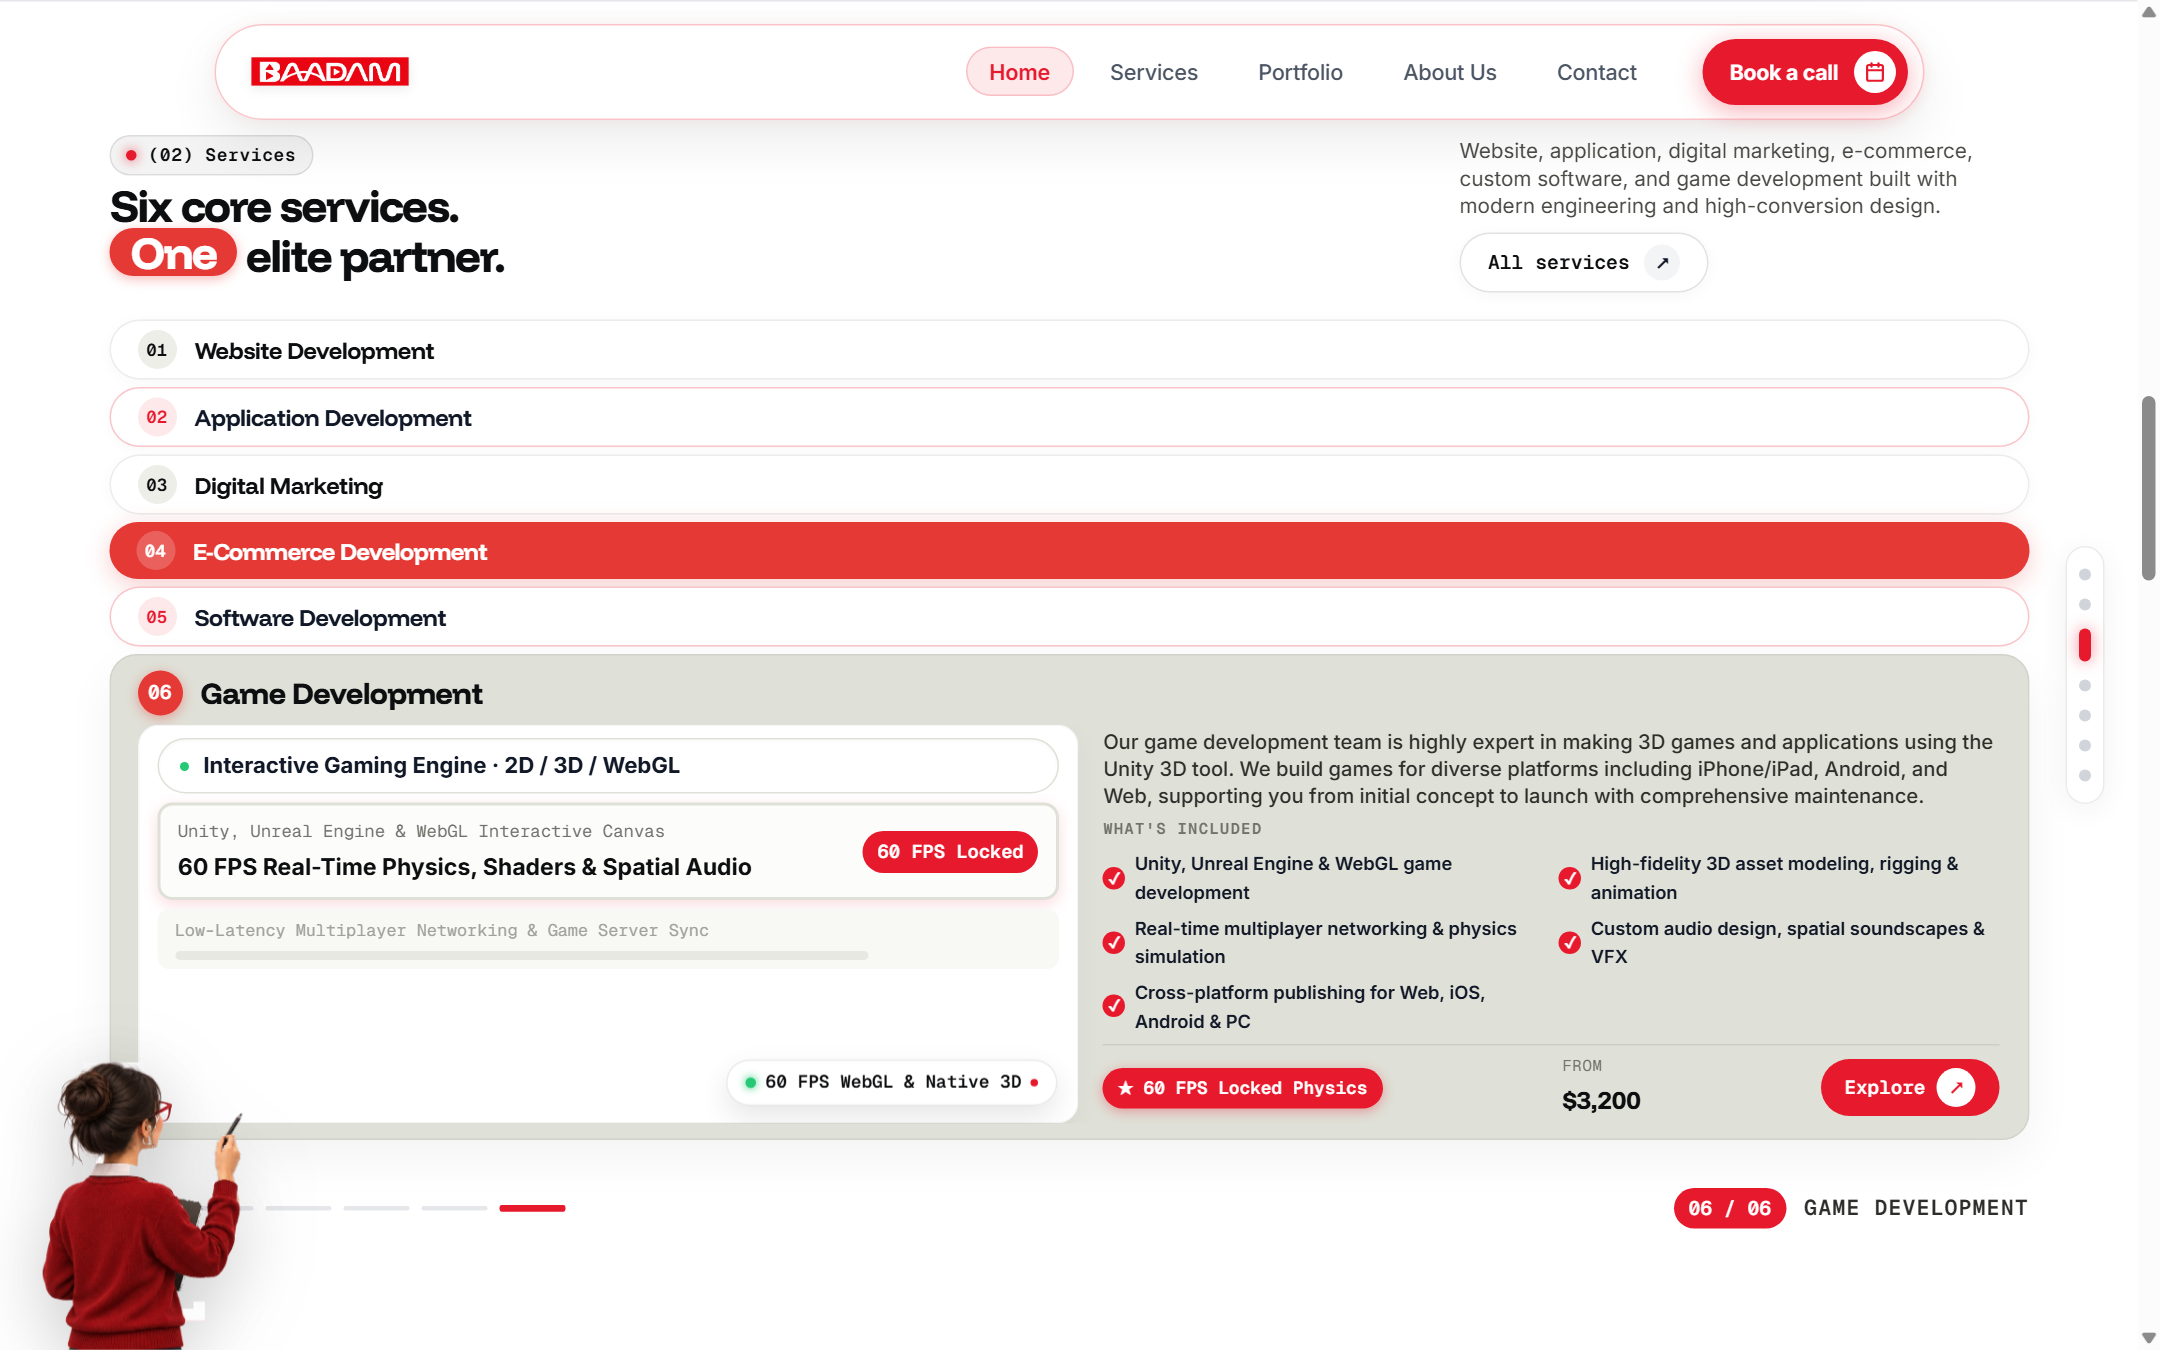 BAADAM
Home
Services
Portfolio
About Us
Contact
Book a call
(02) Services
Six core services.
One elite partner.
Website, application, digital marketing, e-commerce,
custom software, and game development built with
modern engineering and high-conversion design.
All services ↗
01 Website Development
02 Application Development
03 Digital Marketing
04 E-Commerce Development
05 Software Development
06 Game Development
Interactive Gaming Engine · 2D / 3D / WebGL
Unity, Unreal Engine & WebGL Interactive Canvas
60 FPS Real-Time Physics, Shaders & Spatial Audio
60 FPS Locked
Low-Latency Multiplayer Networking & Game Server Sync
60 FPS WebGL & Native 3D
Our game development team is highly expert in making 3D games and applications using the
Unity 3D tool. We build games for diverse platforms including iPhone/iPad, Android, and
Web, supporting you from initial concept to launch with comprehensive maintenance.
WHAT'S INCLUDED
Unity, Unreal Engine & WebGL game
development
High-fidelity 3D asset modeling, rigging &
animation
Real-time multiplayer networking & physics
simulation
Custom audio design, spatial soundscapes &
VFX
Cross-platform publishing for Web, iOS,
Android & PC
★ 60 FPS Locked Physics
FROM
$3,200
Explore ↗
06 / 06 GAME DEVELOPMENT